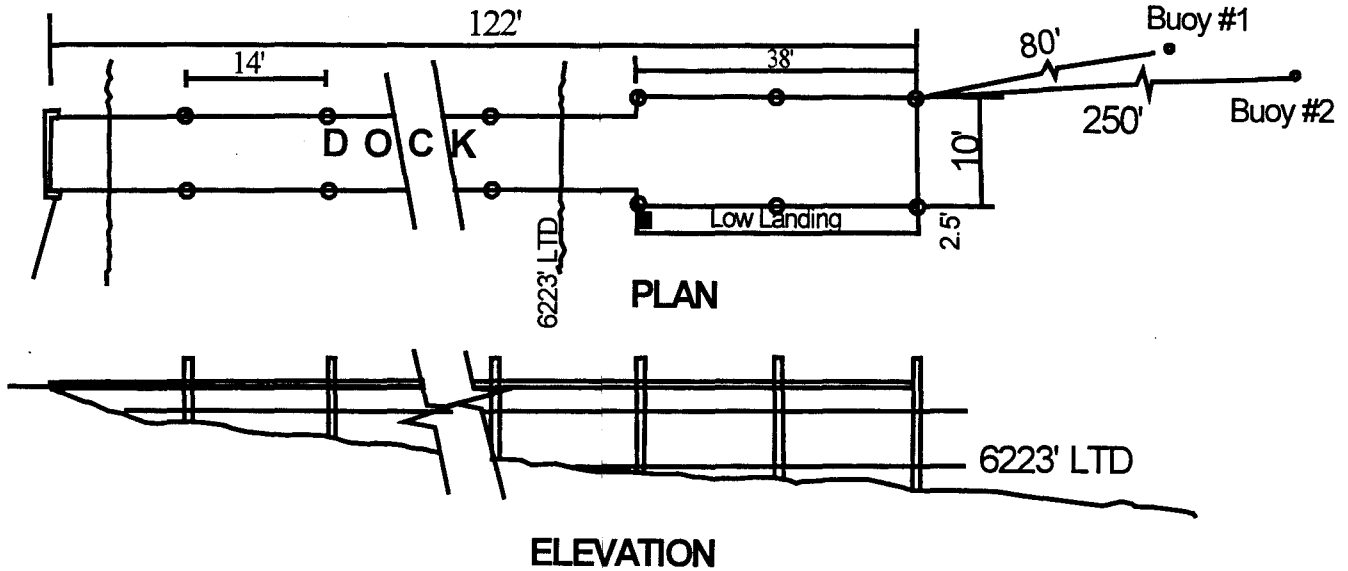 122'
Buoy #1
80'
14'
38'
Buoy #2
250'
DOCK
10'
Low Landing
2.5'
6223' LTD
PLAN
6223' LTD
ELEVATION